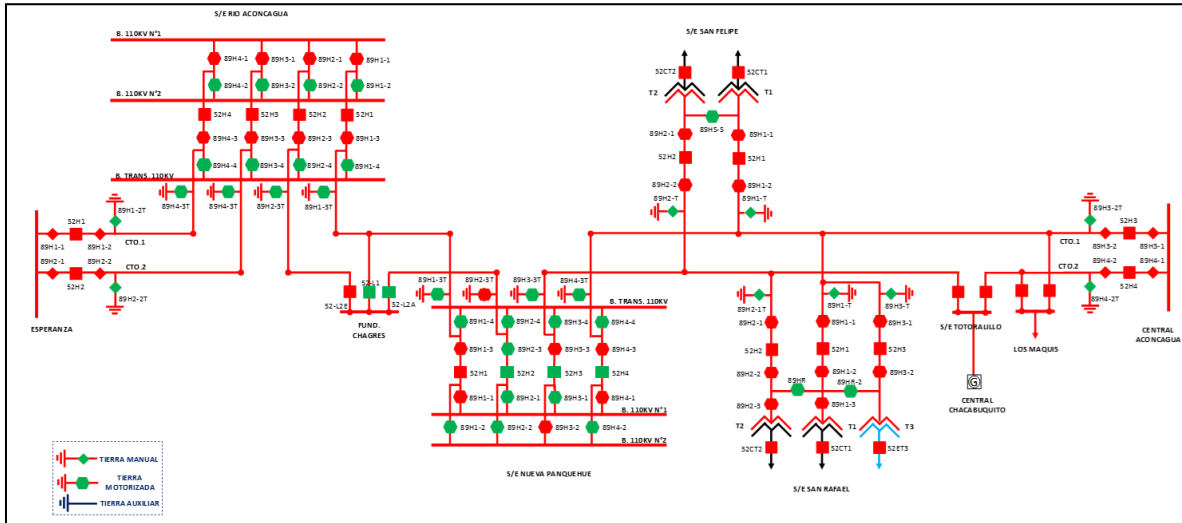 S/E RIO ACONCAGUA
B. 110KV N°1
89H4-1
89H3-1
89H2-1
89H1-1
89H4-2
89H3-2
89H2-2
89H1-2
B. 110KV N°2
52H4
52H3
52H2
52H1
89H4-3
89H3-3
89H2-3
89H1-3
89H4-4
89H3-4
89H2-4
89H1-4
B. TRANS. 110KV
89H4-3T
89H4-3T
89H2-3T
89H1-3T
89H1-2T
52H1
89H1-1
89H1-2
CTO.1
89H2-1
89H2-2
CTO.2
52H2
89H2-2T
ESPERANZA
52-L2E
52-L1
52-L2A
FUND.
CHAGRES
89H1-3T
89H2-3T
89H3-3T
89H4-3T
B. TRANS. 110KV
89H1-4
89H2-4
89H3-4
89H4-4
89H1-3
89H2-3
89H3-3
89H4-3
52H1
52H2
52H3
52H4
89H1-1
89H2-1
89H3-1
89H4-1
B. 110KV N°1
89H1-2
89H2-2
89H3-2
89H4-2
B. 110KV N°2
S/E NUEVA PANQUEHUE
S/E SAN FELIPE
52CT2
52CT1
T2
T1
89HS-S
89H2-1
89H1-1
52H2
52H1
89H2-2
89H1-2
89H2-T
89H1-T
89H2-1T
89H1-T
89H3-T
89H2-1
89H1-1
89H3-1
52H2
52H1
52H3
89H2-2
89H1-2
89H3-2
89HR
89HR-2
89H2-3
89H1-3
T2
T1
T3
52CT2
52CT1
52ET3
S/E SAN RAFAEL
S/E TOTORALILLO
LOS MAQUIS
G
CENTRAL
CHACABUQUITO
89H3-2T
52H3
CTO.1
89H3-2
89H3-1
CTO.2
89H4-2
89H4-1
52H4
89H4-2T
CENTRAL
ACONCAGUA
TIERRA MANUAL
TIERRA
MOTORIZADA
TIERRA AUXILIAR